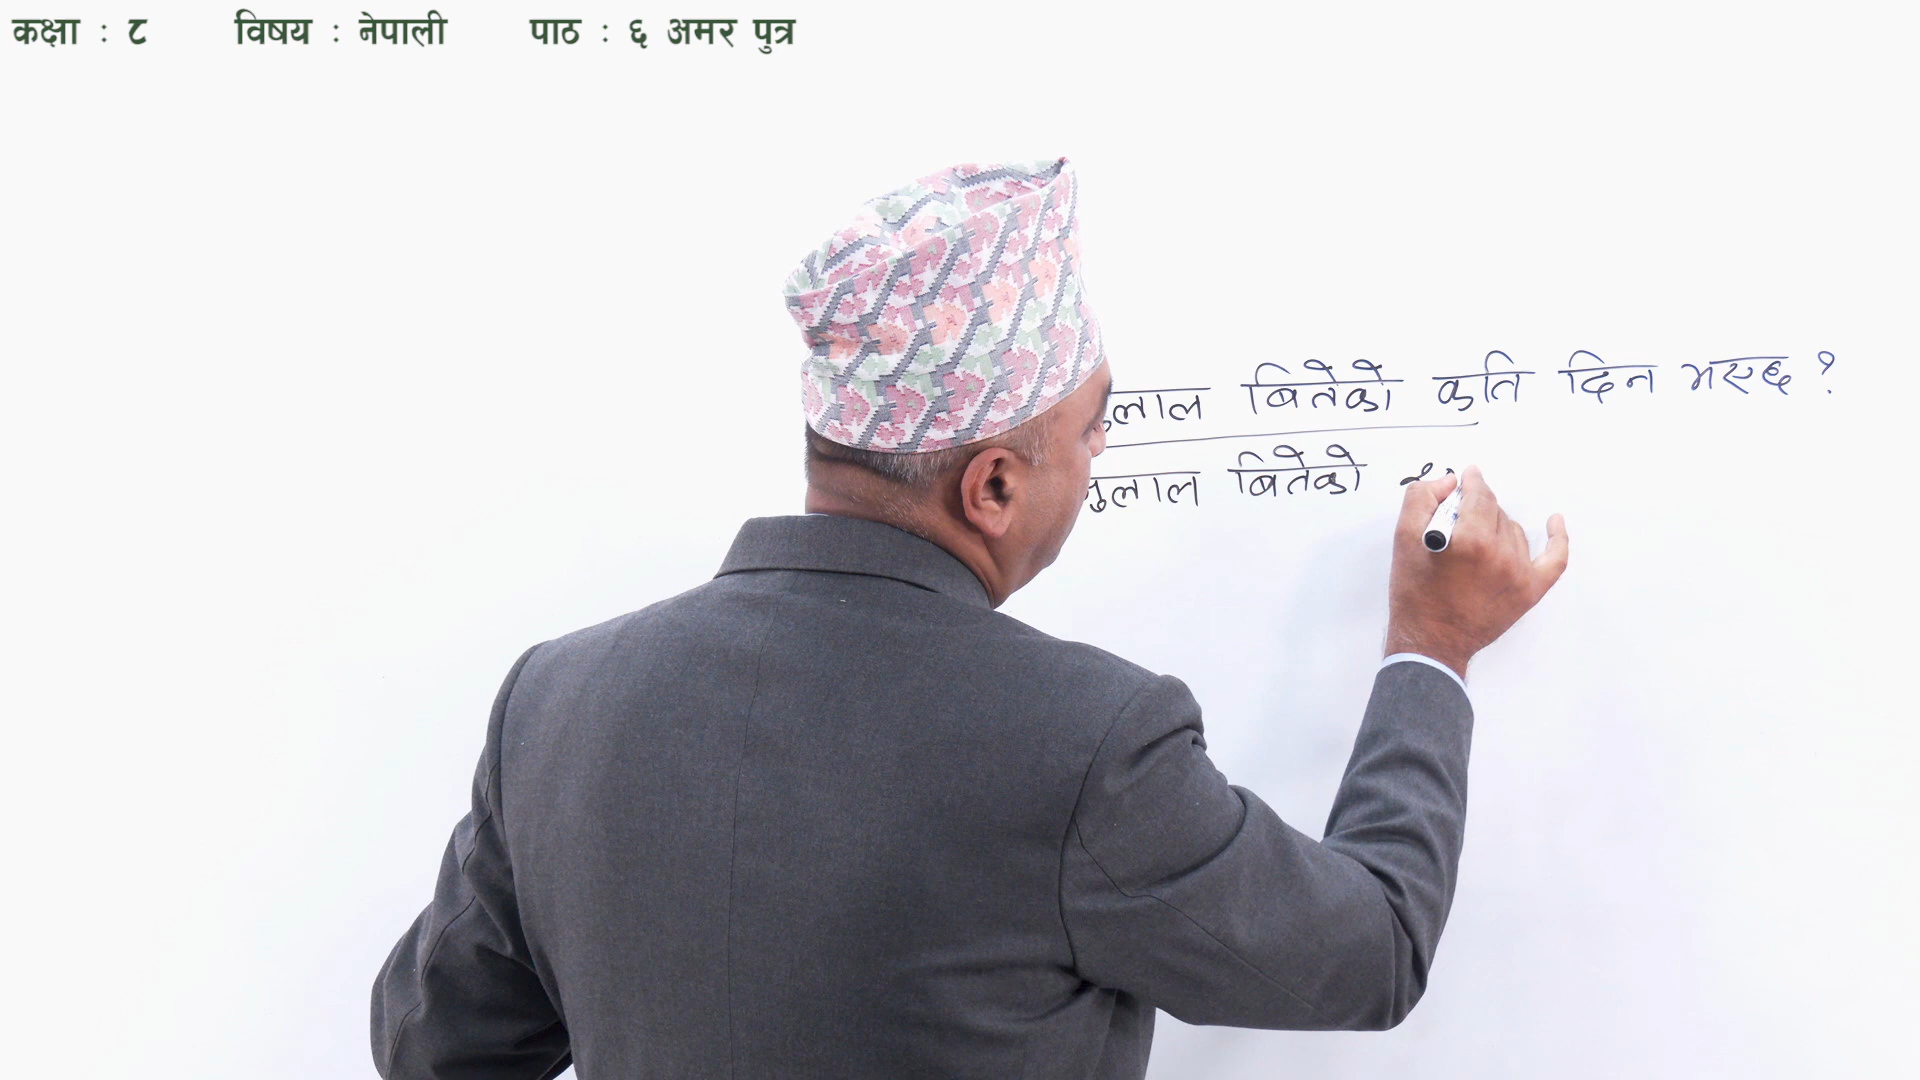 कक्षा : ८ विषय : नेपाली पाठ : ६ अमर पुत्र
बितेको कति दिन भएछ ?
बितेको